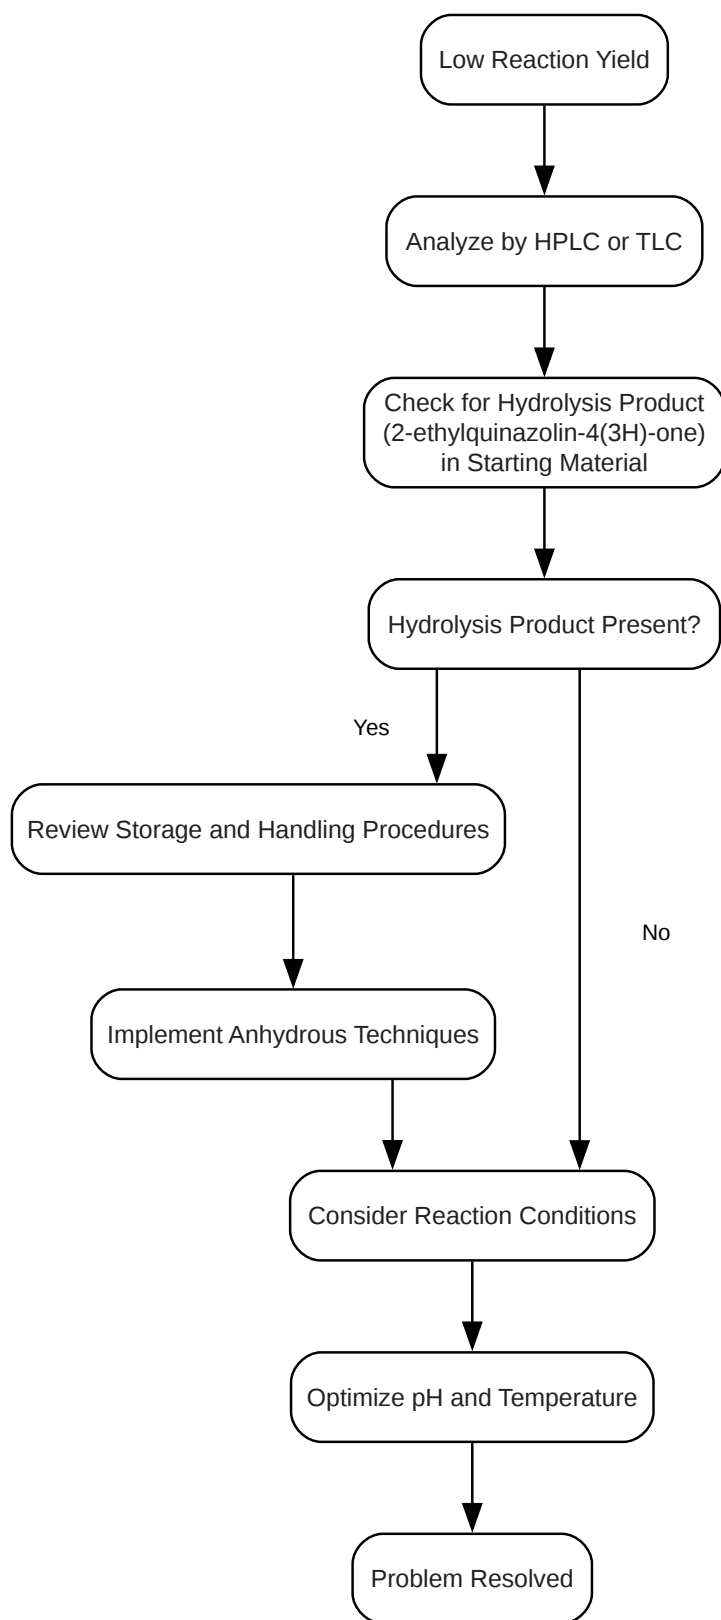 Low Reaction Yield
Analyze by HPLC or TLC
Check for Hydrolysis Product
(2-ethylquinazolin-4(3H)-one)
in Starting Material
Hydrolysis Product Present?
Yes
Review Storage and Handling Procedures
No
Implement Anhydrous Techniques
Consider Reaction Conditions
Optimize pH and Temperature
Problem Resolved